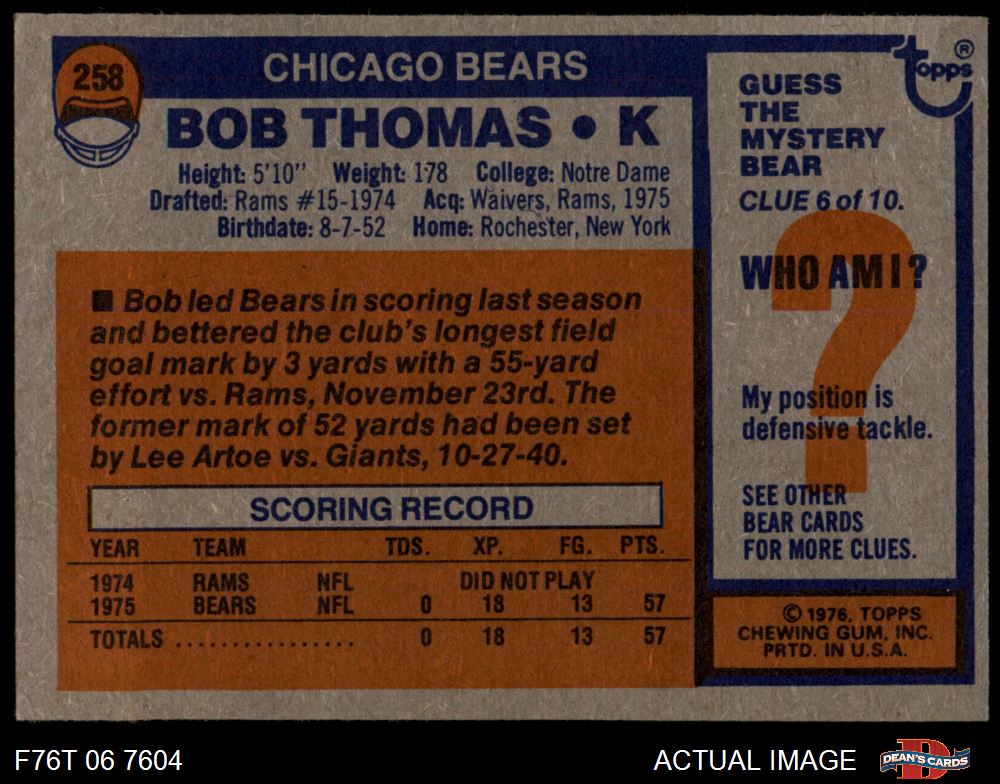 258
CHICAGO BEARS
BOB THOMAS • K
Height: 5'10" Weight: 178 College: Notre Dame
Drafted: Rams #15-1974 Acq: Waivers, Rams, 1975
Birthdate: 8-7-52 Home: Rochester, New York
■ Bob led Bears in scoring last season
and bettered the club's longest field
goal mark by 3 yards with a 55-yard
effort vs. Rams, November 23rd. The
former mark of 52 yards had been set
by Lee Artoe vs. Giants, 10-27-40.
SCORING RECORD
YEAR TEAM TDS. XP. FG. PTS.
1974 RAMS NFL DID NOT PLAY
1975 BEARS NFL 0 18 13 57
TOTALS ................ 0 18 13 57
topps ®
GUESS
THE
MYSTERY
BEAR
CLUE 6 of 10.
WHO AM I?
?
My position is
defensive tackle.
SEE OTHER
BEAR CARDS
FOR MORE CLUES.
© 1976, TOPPS
CHEWING GUM, INC.
PRTD. IN U.S.A.
F76T 06 7604
ACTUAL IMAGE
D
DEAN'S CARDS